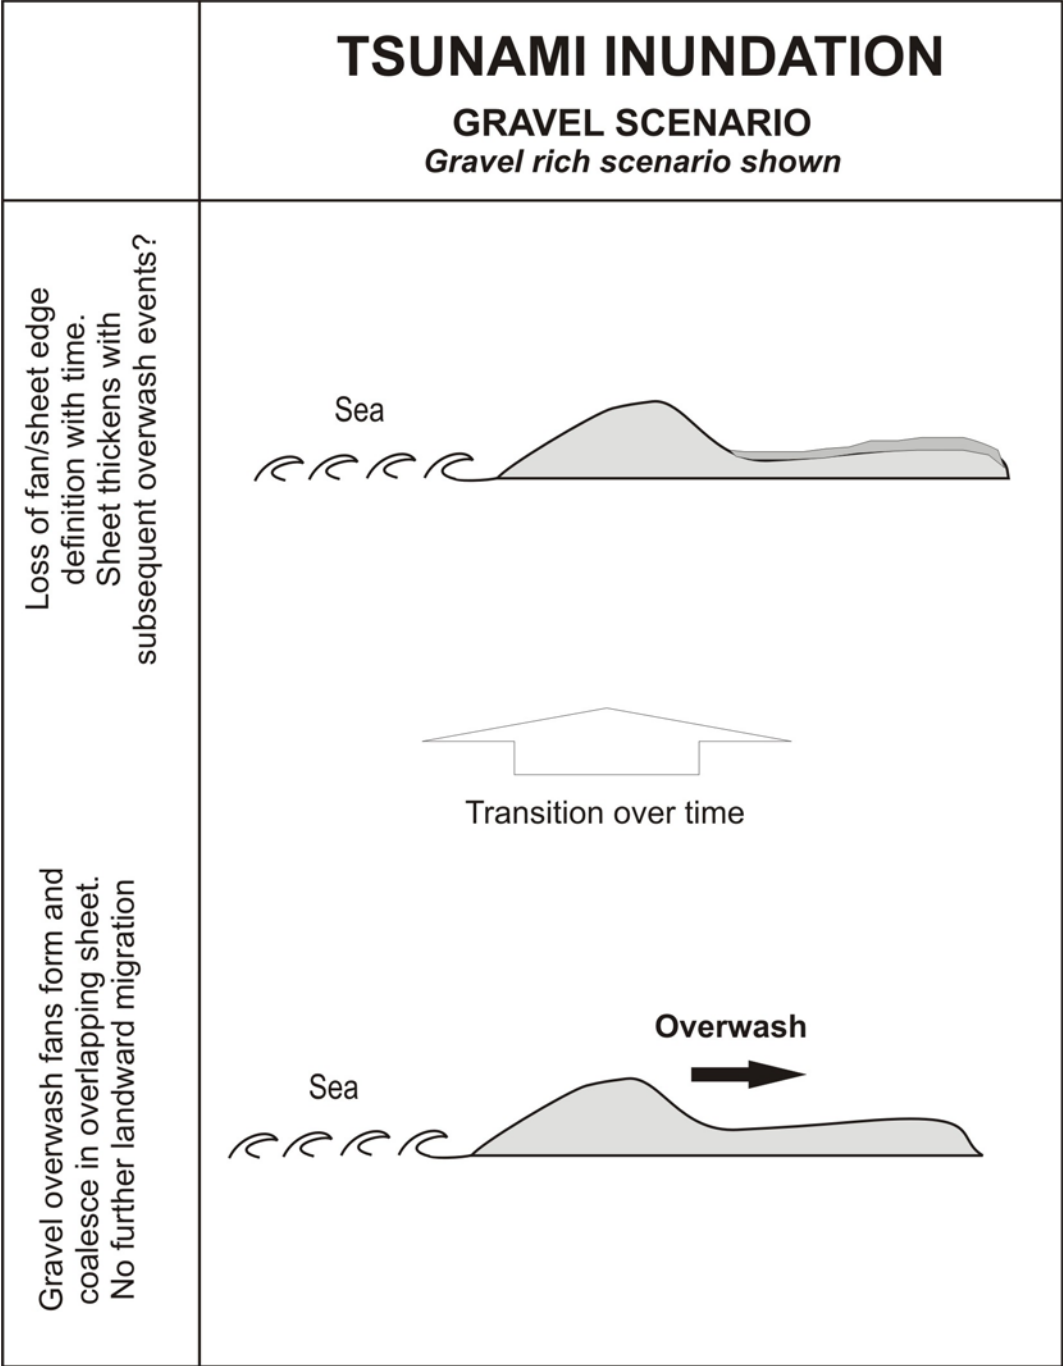 TSUNAMI INUNDATION
GRAVEL SCENARIO
Gravel rich scenario shown
Loss of fan/sheet edge
definition with time.
Sheet thickens with
subsequent overwash events?
Sea
Transition over time
Gravel overwash fans form and
coalesce in overlapping sheet.
No further landward migration
Overwash
Sea